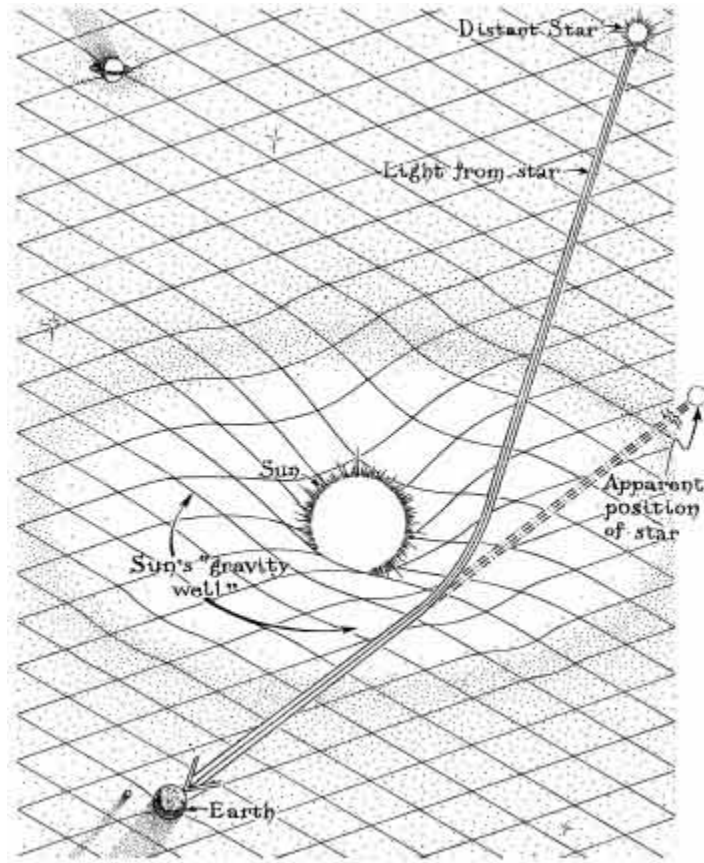 Distant Star
Light from star
Sun
Apparent
position
of star
Sun's "gravity
well"
Earth